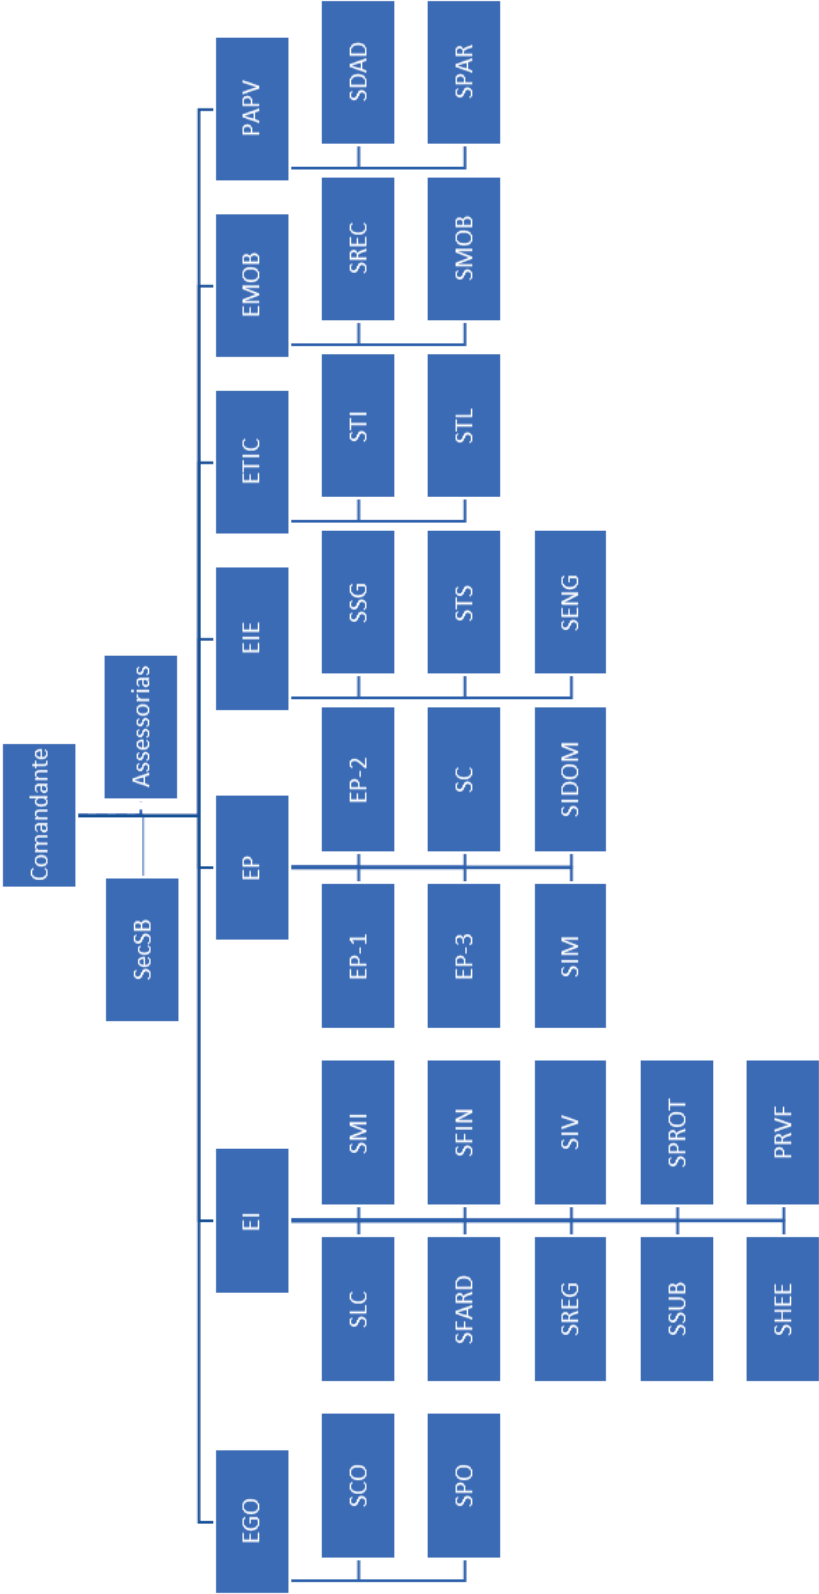 Comandante
SecSB
Assessorias
EGO
EI
EP
EIE
ETIC
EMOB
PAPV
SCO
SPO
SLC
SMI
SFARD
SFIN
SREG
SIV
SSUB
SPROT
SHEE
PRVF
EP-1
EP-2
EP-3
SC
SIM
SIDOM
SSG
STS
SENG
STI
STL
SREC
SMOB
SDAD
SPAR